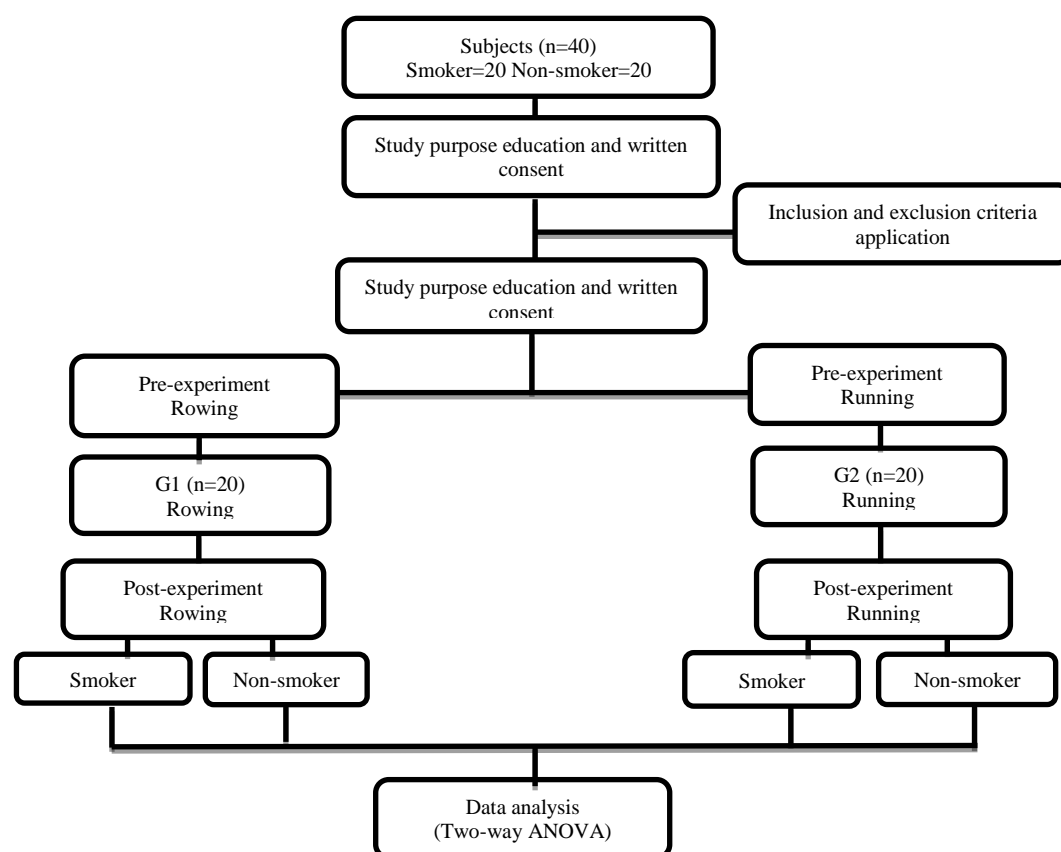 Subjects (n=40)
Smoker=20 Non-smoker=20
Study purpose education and written
consent
Inclusion and exclusion criteria
application
Study purpose education and written
consent
Pre-experiment
Rowing
Pre-experiment
Running
G1 (n=20)
Rowing
G2 (n=20)
Running
Post-experiment
Rowing
Post-experiment
Running
Smoker
Non-smoker
Smoker
Non-smoker
Data analysis
(Two-way ANOVA)